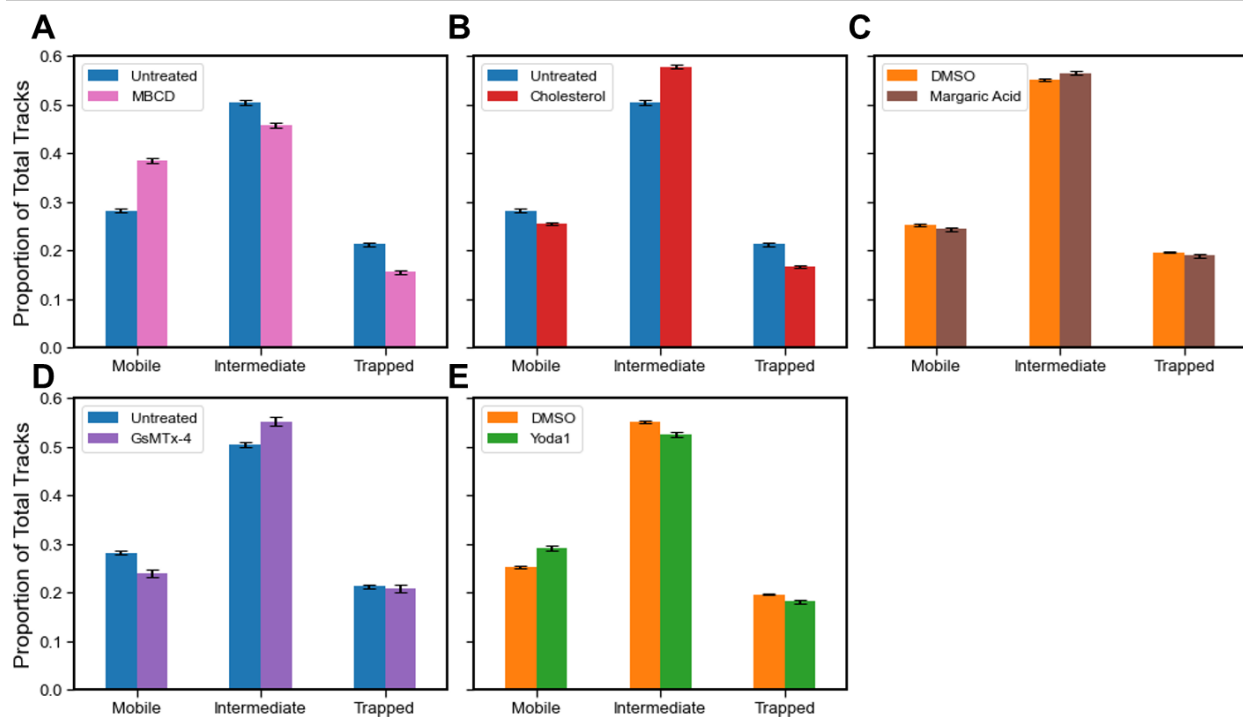 A
B
C
Proportion of Total Tracks
0.6
0.5
0.4
0.3
0.2
0.1
0.0
Untreated
MBCD
Mobile
Intermediate
Trapped
Untreated
Cholesterol
Mobile
Intermediate
Trapped
DMSO
Margaric Acid
Mobile
Intermediate
Trapped
D
E
Proportion of Total Tracks
0.6
0.5
0.4
0.3
0.2
0.1
0.0
Untreated
GsMTx-4
Mobile
Intermediate
Trapped
DMSO
Yoda1
Mobile
Intermediate
Trapped